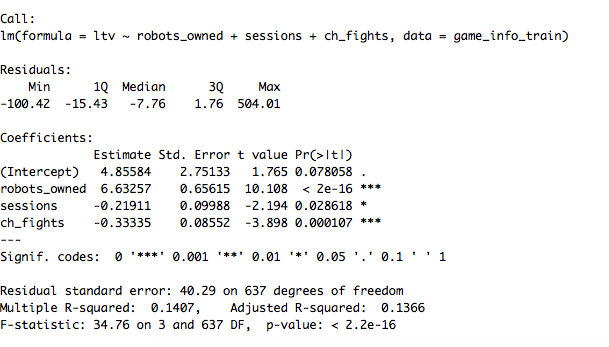 Call:
lm(formula = ltv ~ robots_owned + sessions + ch_fights, data = game_info_train)
Residuals:
Min 1Q Median 3Q Max
-100.42 -15.43 -7.76 1.76 504.01
Coefficients:
Estimate Std. Error t value Pr(>|t|)
(Intercept) 4.85584 2.75133 1.765 0.078058 .
robots_owned 6.63257 0.65615 10.108 < 2e-16 ***
sessions -0.21911 0.09988 -2.194 0.028618 *
ch_fights -0.33335 0.08552 -3.898 0.000107 ***
---
Signif. codes: 0 '***' 0.001 '**' 0.01 '*' 0.05 '.' 0.1 ' ' 1
Residual standard error: 40.29 on 637 degrees of freedom
Multiple R-squared: 0.1407, Adjusted R-squared: 0.1366
F-statistic: 34.76 on 3 and 637 DF, p-value: < 2.2e-16